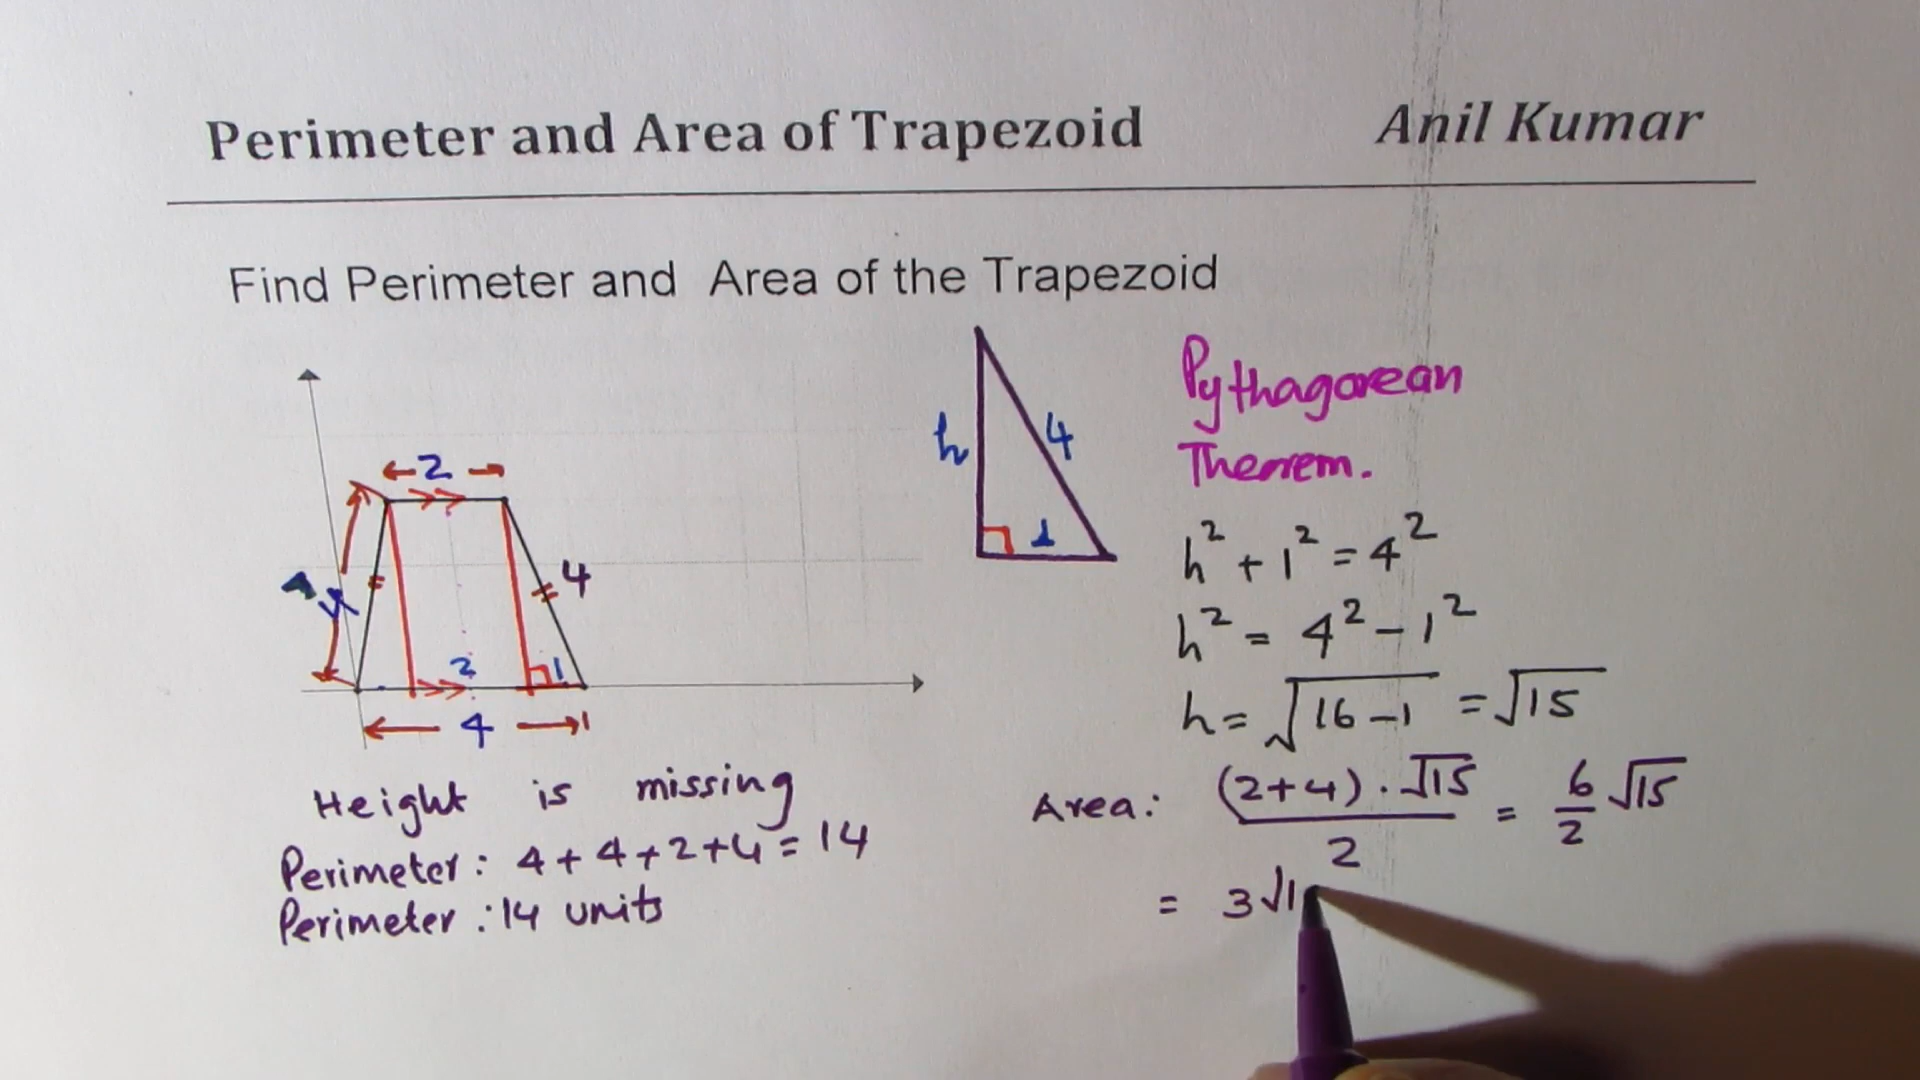 Perimeter and Area of Trapezoid Anil Kumar
Find Perimeter and Area of the Trapezoid
2
4
4
2 1
4
h 4
1
Pythagorean
Theorem.
h² + 1² = 4²
h² = 4² - 1²
h = √16-1 = √15
Height is missing
Perimeter: 4+4+2+4 = 14
Perimeter: 14 units
Area: (2+4)·√15 / 2 = 6/2 √15
= 3√1